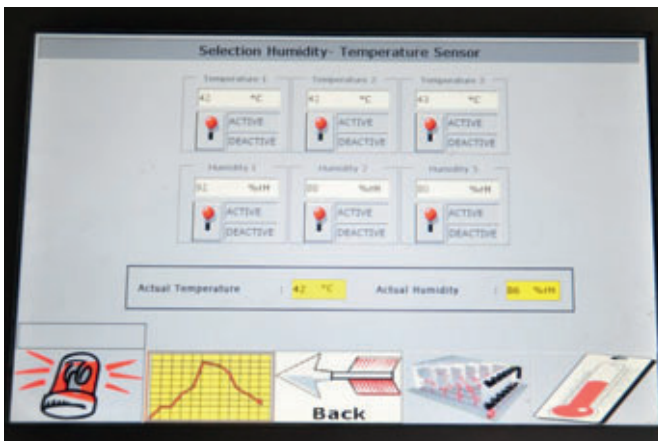 Selection Humidity- Temperature Sensor
Temperature 1 Temperature 2 Temperature 3
42 °C 42 °C 43 °C
ACTIVE ACTIVE ACTIVE
DEACTIVE DEACTIVE DEACTIVE
Humidity 1 Humidity 2 Humidity 3
92 %rH %rH %rH
ACTIVE ACTIVE ACTIVE
DEACTIVE DEACTIVE DEACTIVE
Actual Temperature : 42 °C Actual Humidity : 86 %rH
Back